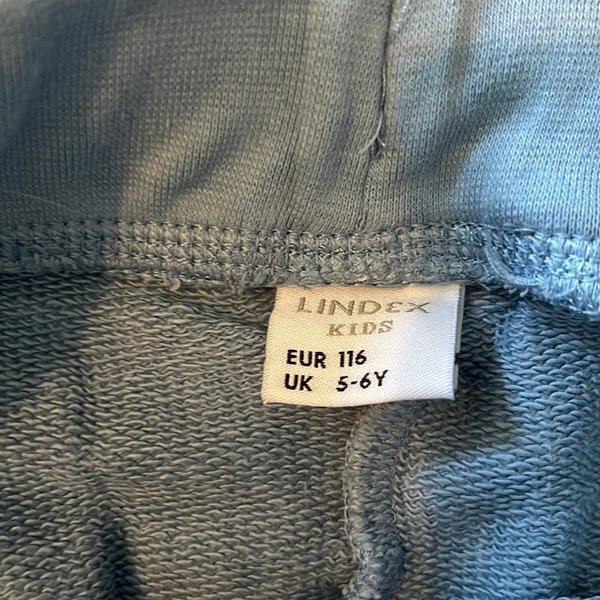 LINDEX
KIDS
EUR 116
UK 5-6Y